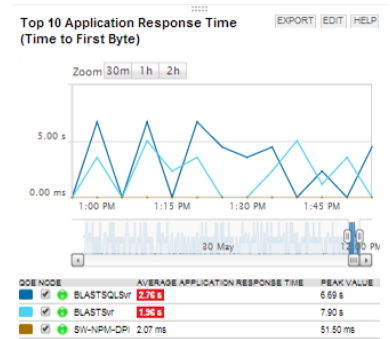 Top 10 Application Response Time
(Time to First Byte)
EXPORT EDIT HELP
Zoom 30m 1h 2h
5.00 s
0.00 ms
1:00 PM 1:15 PM 1:30 PM 1:45 PM
30 May 12:00 PM
QOE NODE AVERAGE APPLICATION RESPONSE TIME PEAK VALUE
BLASTSQLSvr 2.76 s 6.69 s
BLASTSvr 1.96 s 7.90 s
SW-NPM-DPI 2.07 ms 51.50 ms